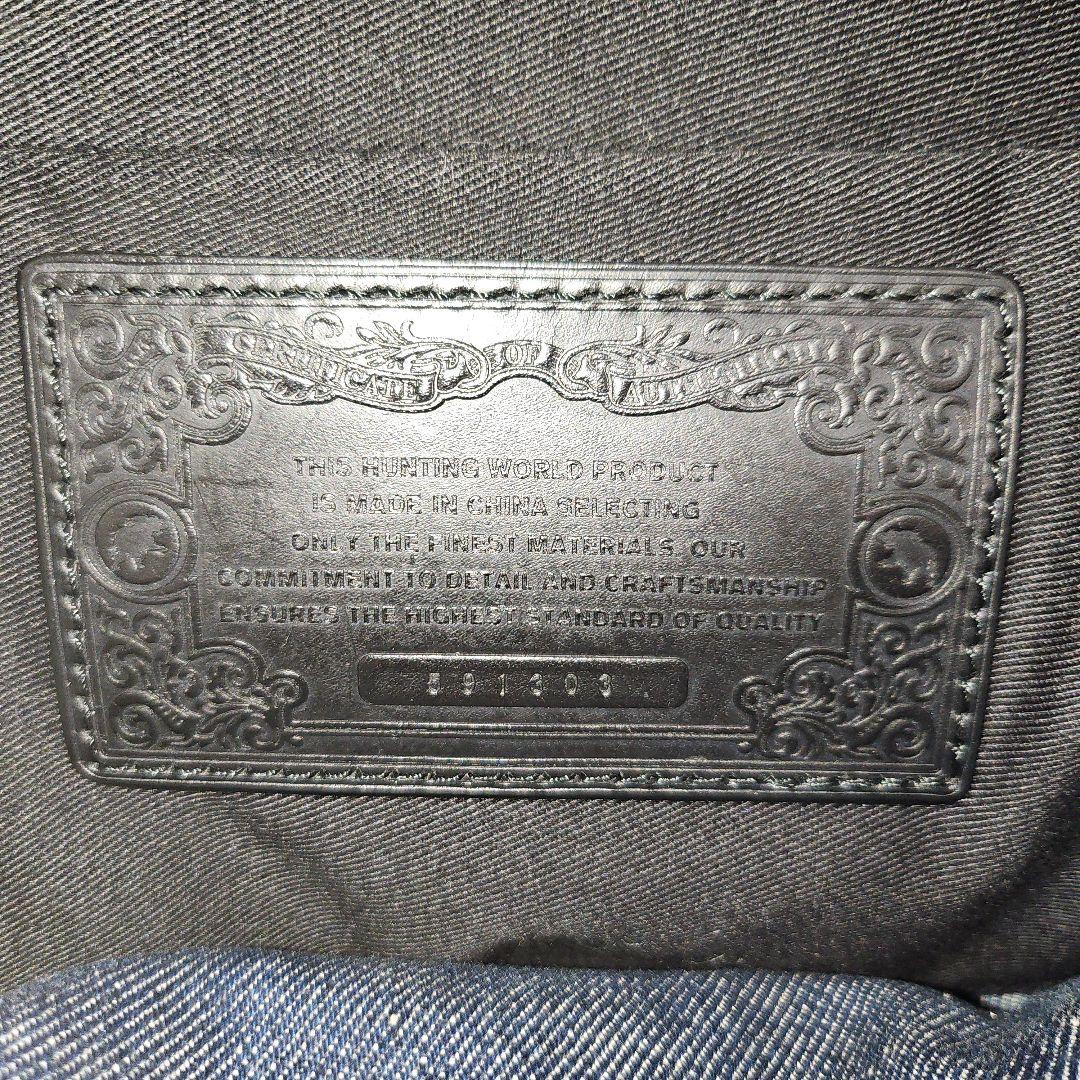 CERTIFICATE OF AUTHENTICITY
THIS HUNTING WORLD PRODUCT
IS MADE IN CHINA SELECTING
ONLY THE FINEST MATERIALS. OUR
COMMITMENT TO DETAIL AND CRAFTSMANSHIP
ENSURES THE HIGHEST STANDARD OF QUALITY
591303